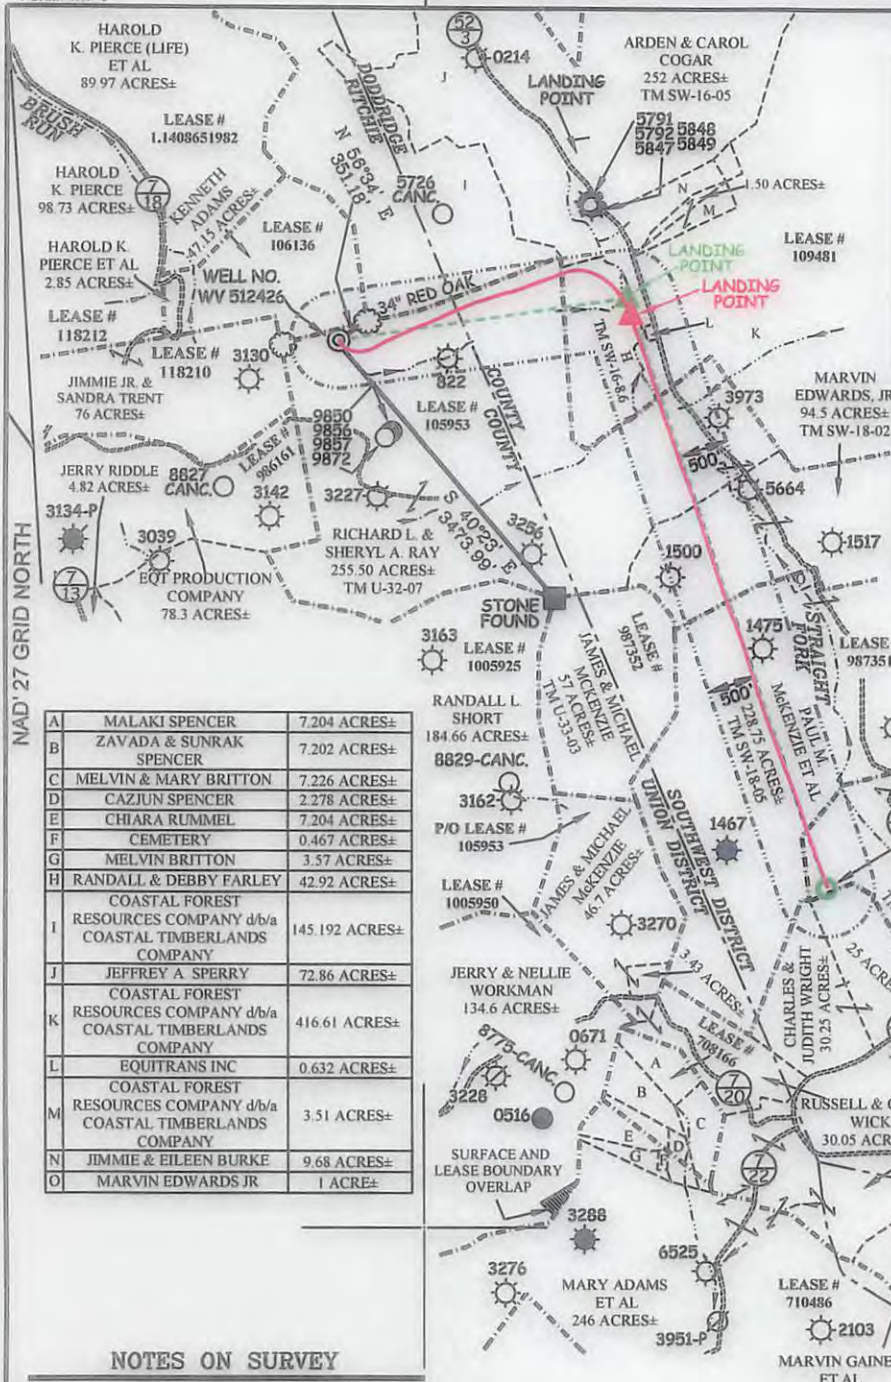 HAROLD
K. PIERCE (LIFE)
ET AL
89.97 ACRES±
BRUSH
RUN
LEASE #
1.1408651982
HAROLD
K. PIERCE
98.73 ACRES±
7
18
KENNETH
ADAMS
47.15 ACRES±
HAROLD K.
PIERCE ET AL
2.85 ACRES±
LEASE #
106136
WELL NO.
WV 512426
LEASE #
118212
LEASE #
118210
JIMMIE JR. &
SANDRA TRENT
76 ACRES±
3130
DODDRIDGE
RITCHIE
N 56°34' E
351.18'
5726
CANC.
J
I
52
3
0214
LANDING
POINT
ARDEN & CAROL
COGAR
252 ACRES±
TM SW-16-05
5791
5792 5848
5847 5849
N
1.50 ACRES±
M
LEASE #
109481
LANDING
POINT
LANDING
POINT
34" RED OAK
L
K
H
TM SW-16-8.6
822
COUNTY
COUNTY
LEASE #
105953
3973
MARVIN
EDWARDS, JR
94.5 ACRES±
TM SW-18-02
9850
9856
9857
9872
LEASE #
986161
JERRY RIDDLE
4.82 ACRES±
8827
CANC.
3142
3227
3134-P
3039
7
13
EQT PRODUCTION
COMPANY
78.3 ACRES±
RICHARD L. &
SHERYL A. RAY
255.50 ACRES±
TM U-32-07
S 40°23' E
3473.99'
3256
500'
5664
1500
1517
STONE
FOUND
NAD'27 GRID NORTH
3163
LEASE #
1005925
JAMES & MICHAEL
MCKENZIE
57 ACRES±
TM U-33-03
LEASE #
987352
1475
STRAIGHT
FORK
LEASE
987351
500'
PAUL M.
McKENZIE ET AL
228.75 ACRES±
TM SW-18-05
RANDALL L.
SHORT
184.66 ACRES±
8829-CANC.
3162
P/O LEASE #
105953
JAMES & MICHAEL
McKENZIE
46.7 ACRES±
SOUTHWEST DISTRICT
UNION DISTRICT
1467
LEASE #
1005950
3270
3.43 ACRES±
CHARLES &
JUDITH WRIGHT
30.25 ACRES±
25 ACRE
JERRY & NELLIE
WORKMAN
134.6 ACRES±
LEASE #
708166
8775-CANC.
0671
3228
0516
A
B
C
D
E
G
F
7
20
RUSSELL &
WICK
30.05 ACR
SURFACE AND
LEASE BOUNDARY
OVERLAP
7
22
3288
3276
MARY ADAMS
ET AL
246 ACRES±
6525
3951-P
LEASE #
710486
2103
MARVIN GAINE
ET AL
A MALAKI SPENCER 7.204 ACRES±
B ZAVADA & SUNRAK
SPENCER 7.202 ACRES±
C MELVIN & MARY BRITTON 7.226 ACRES±
D CAZJUN SPENCER 2.278 ACRES±
E CHIARA RUMMEL 7.204 ACRES±
F CEMETERY 0.467 ACRES±
G MELVIN BRITTON 3.57 ACRES±
H RANDALL & DEBBY FARLEY 42.92 ACRES±
I COASTAL FOREST
RESOURCES COMPANY d/b/a
COASTAL TIMBERLANDS
COMPANY 145.192 ACRES±
J JEFFREY A. SPERRY 72.86 ACRES±
K COASTAL FOREST
RESOURCES COMPANY d/b/a
COASTAL TIMBERLANDS
COMPANY 416.61 ACRES±
L EQUITRANS INC 0.632 ACRES±
M COASTAL FOREST
RESOURCES COMPANY d/b/a
COASTAL TIMBERLANDS
COMPANY 3.51 ACRES±
N JIMMIE & EILEEN BURKE 9.68 ACRES±
O MARVIN EDWARDS JR 1 ACRE±
NOTES ON SURVEY